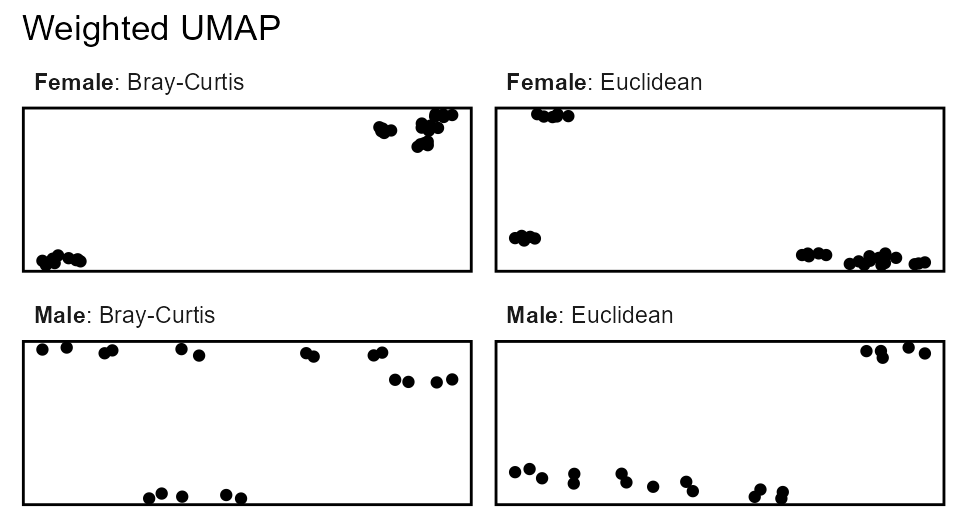 Weighted UMAP
Female: Bray-Curtis
Female: Euclidean
Male: Bray-Curtis
Male: Euclidean